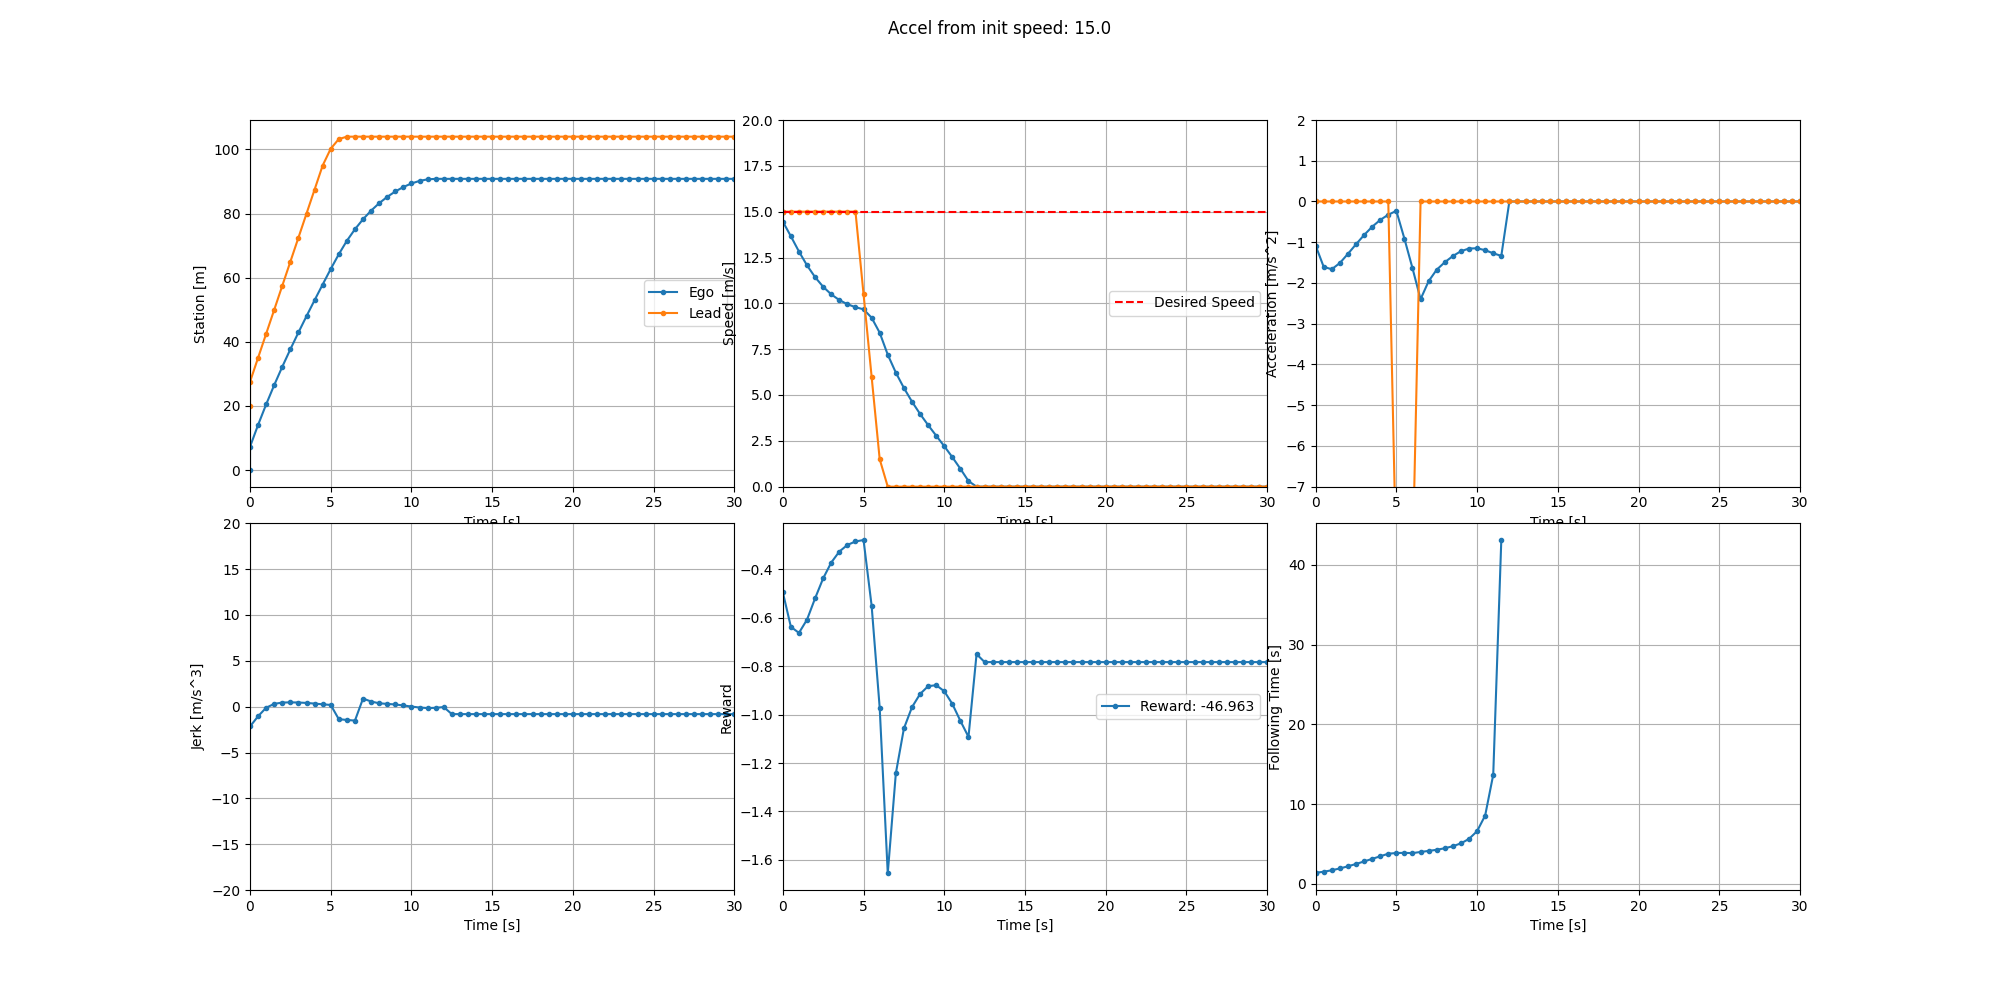 Accel from init speed: 15.0
Station [m]
100
80
60
40
20
0
0 5 10 15 20 25 30
Time [s]
Ego
Lead
Speed [m/s]
20.0
17.5
15.0
12.5
10.0
7.5
5.0
2.5
0.0
0 5 10 15 20 25 30
Time [s]
Desired Speed
Acceleration [m/s^2]
2
1
0
−1
−2
−3
−4
−5
−6
−7
0 5 10 15 20 25 30
Time [s]
Jerk [m/s^3]
20
15
10
5
0
−5
−10
−15
−20
0 5 10 15 20 25 30
Time [s]
Reward
−0.4
−0.6
−0.8
−1.0
−1.2
−1.4
−1.6
0 5 10 15 20 25 30
Time [s]
Reward: -46.963
Following Time [s]
40
30
20
10
0
0 5 10 15 20 25 30
Time [s]